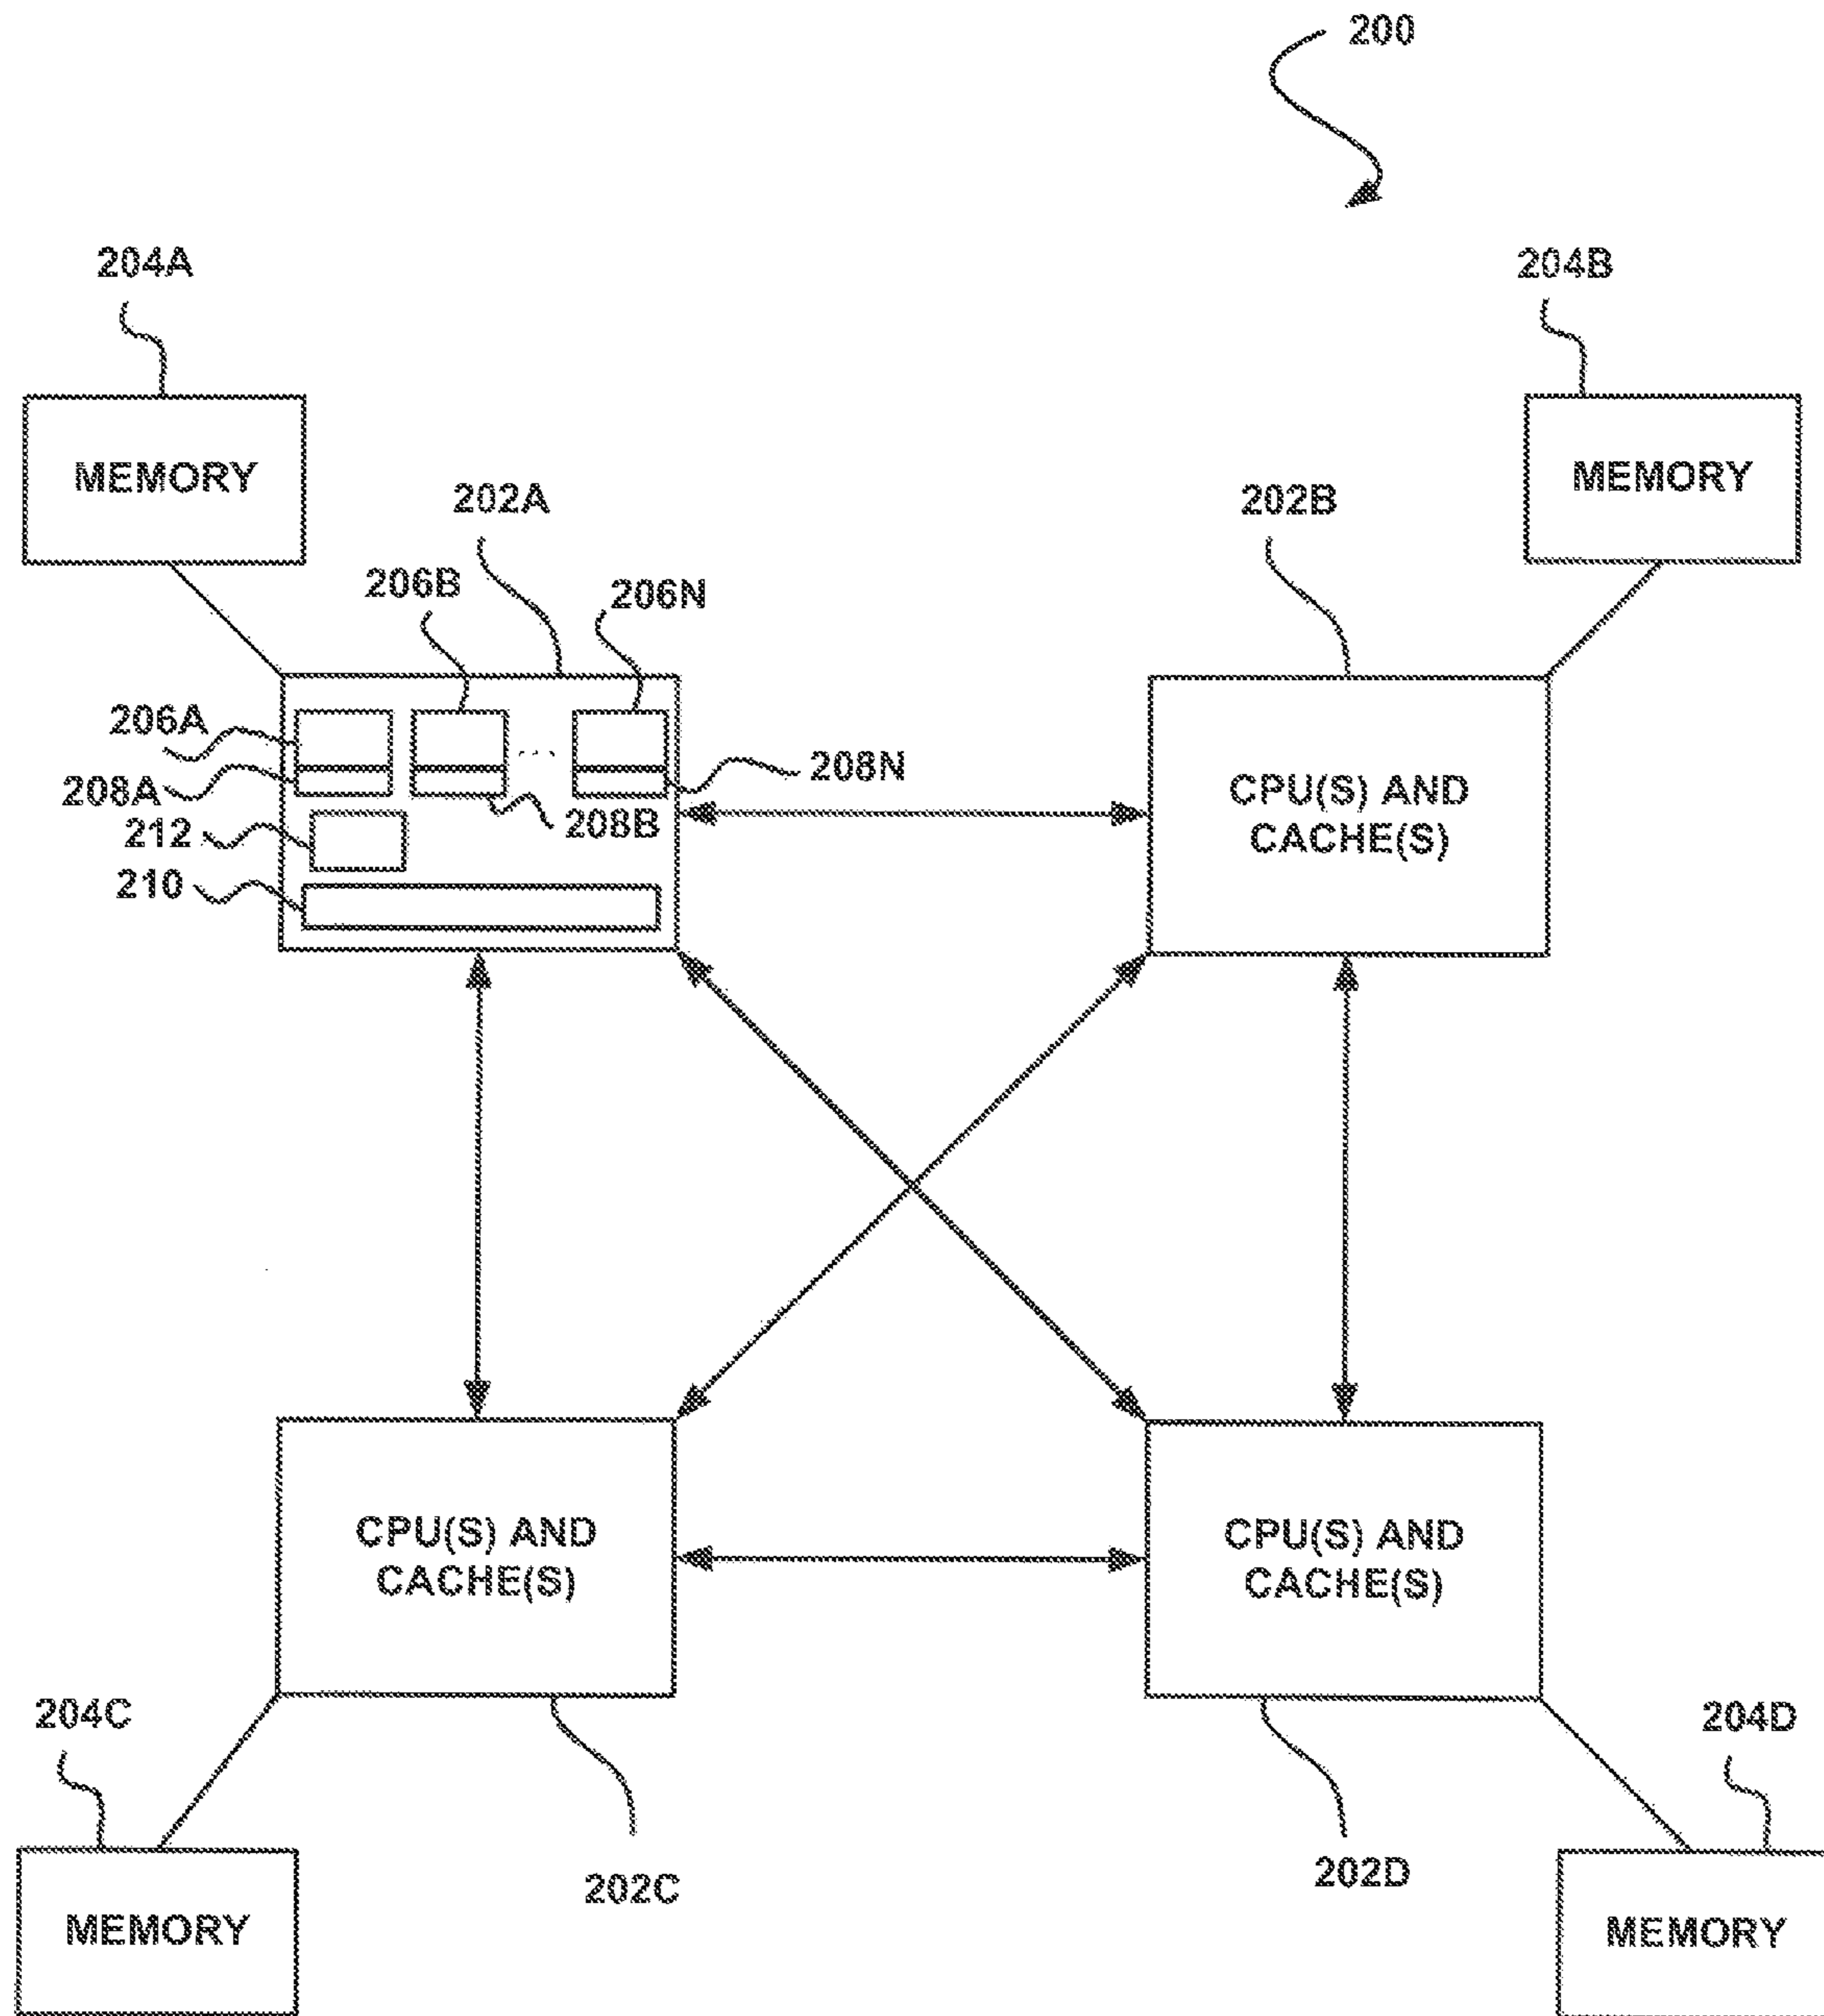 200
204A
204B
MEMORY
MEMORY
202A
202B
206B
206N
206A
208A
208N
208B
212
210
CPU(S) AND
CACHE(S)
CPU(S) AND
CACHE(S)
CPU(S) AND
CACHE(S)
204C
204D
202C
202D
MEMORY
MEMORY